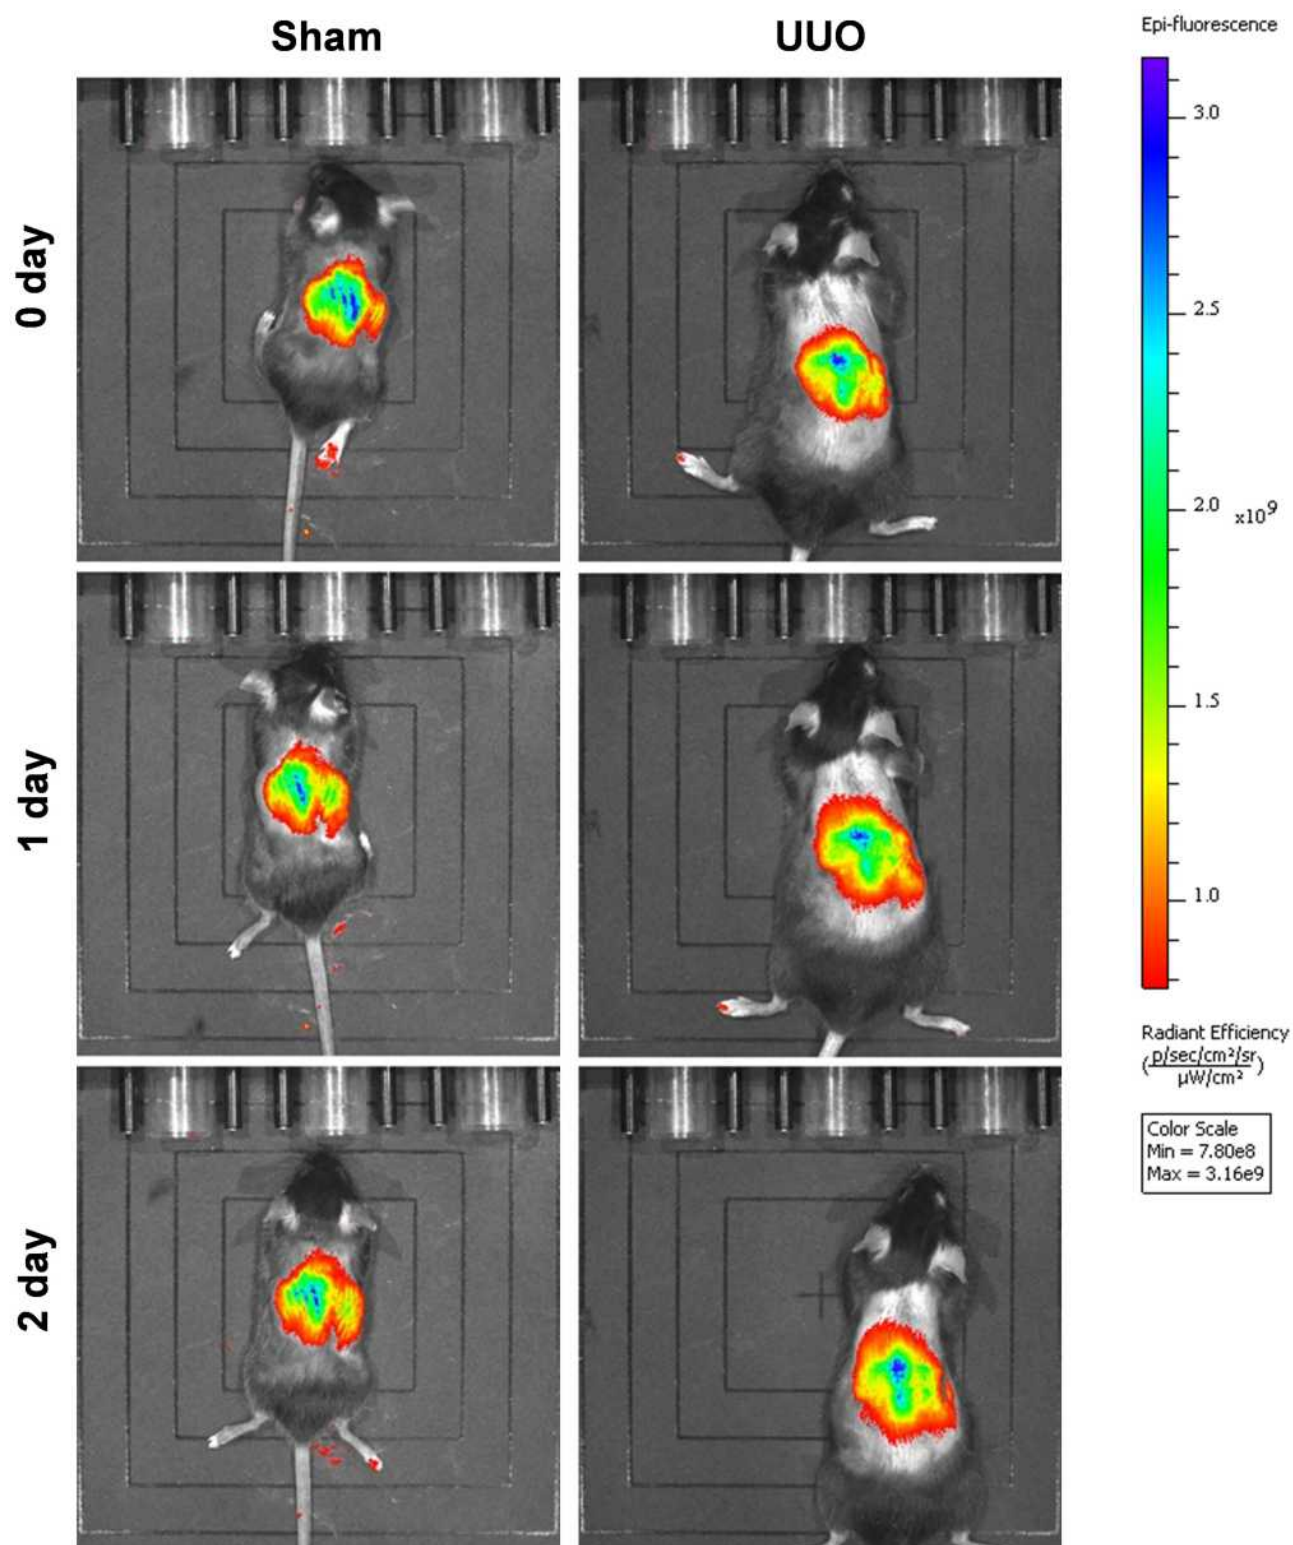 Sham UUO
Epi-fluorescence
0 day
3.0
2.5
2.0 x10⁹
1.5
1.0
1 day
Radiant Efficiency
(p/sec/cm²/sr
µW/cm²)
Color Scale
Min = 7.80e8
Max = 3.16e9
2 day